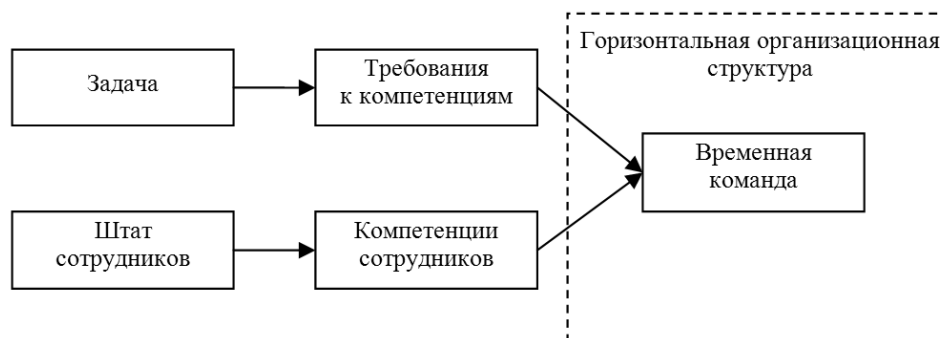 Задача
Требования
к компетенциям
Горизонтальная организационная
структура
Временная
команда
Штат
сотрудников
Компетенции
сотрудников